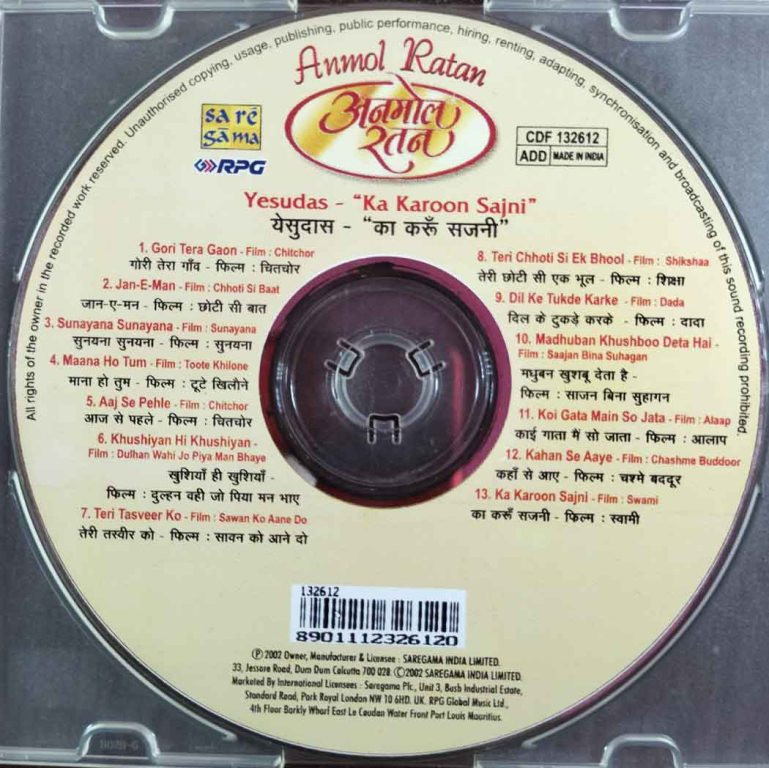 All rights of the owner in the recorded work reserved. Unauthorised copying, usage, publishing, public performance, hiring, renting, adapting, synchronisation and broadcasting of this sound recording prohibited.
Anmol Ratan
अनमोल
रतन
sa re
gama
RPG
CDF 132612
ADD MADE IN INDIA
Yesudas - "Ka Karoon Sajni"
येसुदास - "का करूँ सजनी"
1. Gori Tera Gaon - Film : Chitchor
गोरी तेरा गाँव - फिल्म : चितचोर
2. Jan-E-Man - Film : Chhoti Si Baat
जान-ए-मन - फिल्म : छोटी सी बात
3. Sunayana Sunayana - Film : Sunayana
सुनयना सुनयना - फिल्म : सुनयना
4. Maana Ho Tum - Film : Toote Khilone
माना हो तुम - फिल्म : टूटे खिलौने
5. Aaj Se Pehle - Film : Chitchor
आज से पहले - फिल्म : चितचोर
6. Khushiyan Hi Khushiyan -
Film : Dulhan Wahi Jo Piya Man Bhaye
खुशियाँ ही खुशियाँ -
फिल्म : दुल्हन वही जो पिया मन भाए
7. Teri Tasveer Ko - Film : Sawan Ko Aane Do
तेरी तस्वीर को - फिल्म : सावन को आने दो
8. Teri Chhoti Si Ek Bhool - Film : Shikshaa
तेरी छोटी सी एक भूल - फिल्म : शिक्षा
9. Dil Ke Tukde Karke - Film : Dada
दिल के टुकड़े करके - फिल्म : दादा
10. Madhuban Khushboo Deta Hai -
Film : Saajan Bina Suhagan
मधुबन खुशबू देता है -
फिल्म : साजन बिना सुहागन
11. Koi Gata Main So Jata - Film : Alaap
काई गाता मैं सो जाता - फिल्म : आलाप
12. Kahan Se Aaye - Film : Chashme Buddoor
कहाँ से आए - फिल्म : चश्मे बददूर
13. Ka Karoon Sajni - Film : Swami
का करूँ सजनी - फिल्म : स्वामी
132612
8901112326120
Ⓟ 2002 Owner, Manufacturer & Licensee : SAREGAMA INDIA LIMITED.
33, Jessore Road, Dum Dum Calcutta 700 028. Ⓒ2002 SAREGAMA INDIA LIMITED.
Marketed By International Licensees : Saregama Plc., Unit 3, Bush Industrial Estate,
Standard Road, Park Royal London NW 10 6HD. UK. RPG Global Music Ltd.,
4th Floor Barkly Wharf East Le Caudan Water Front Port Louis Mauritius.